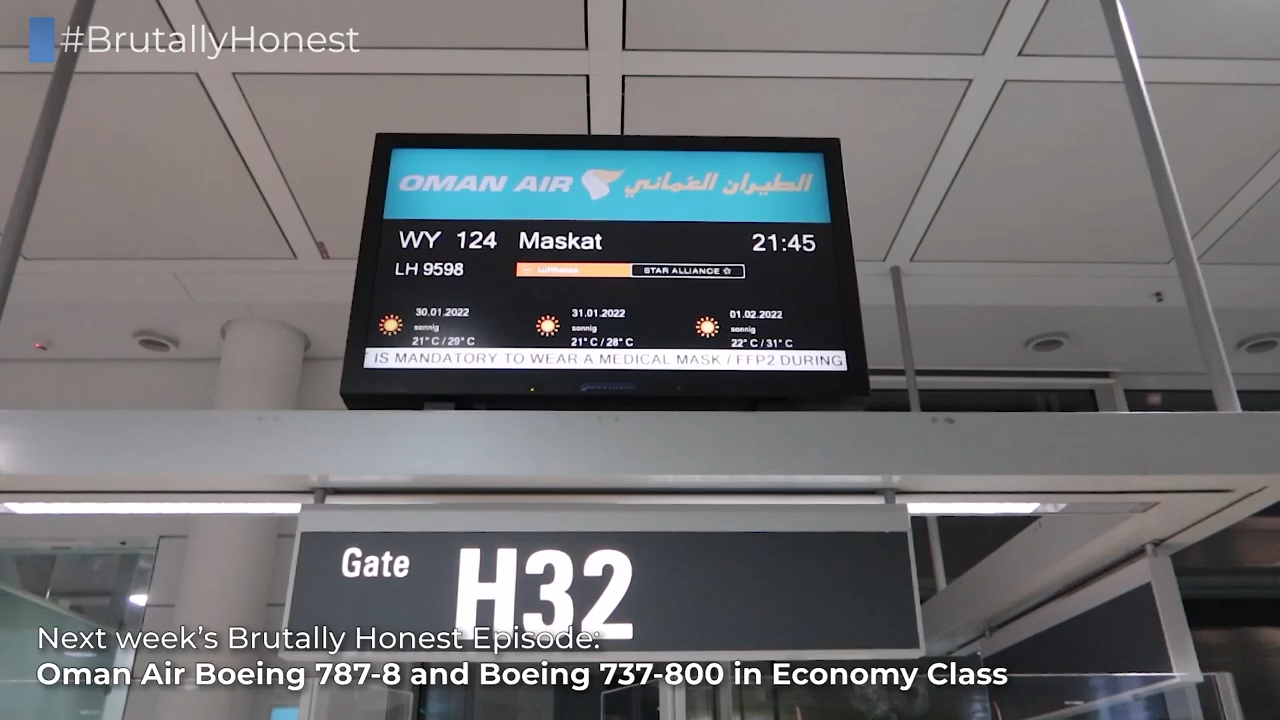 #BrutallyHonest
OMAN AIR الطيران العُماني
WY 124 Maskat 21:45
LH 9598 Lufthansa STAR ALLIANCE
30.01.2022 31.01.2022 01.02.2022
sonnig sonnig sonnig
21° C / 29° C 21° C / 28° C 22° C / 31° C
IS MANDATORY TO WEAR A MEDICAL MASK / FFP2 DURING
Gate H32
Next week's Brutally Honest Episode:
Oman Air Boeing 787-8 and Boeing 737-800 in Economy Class